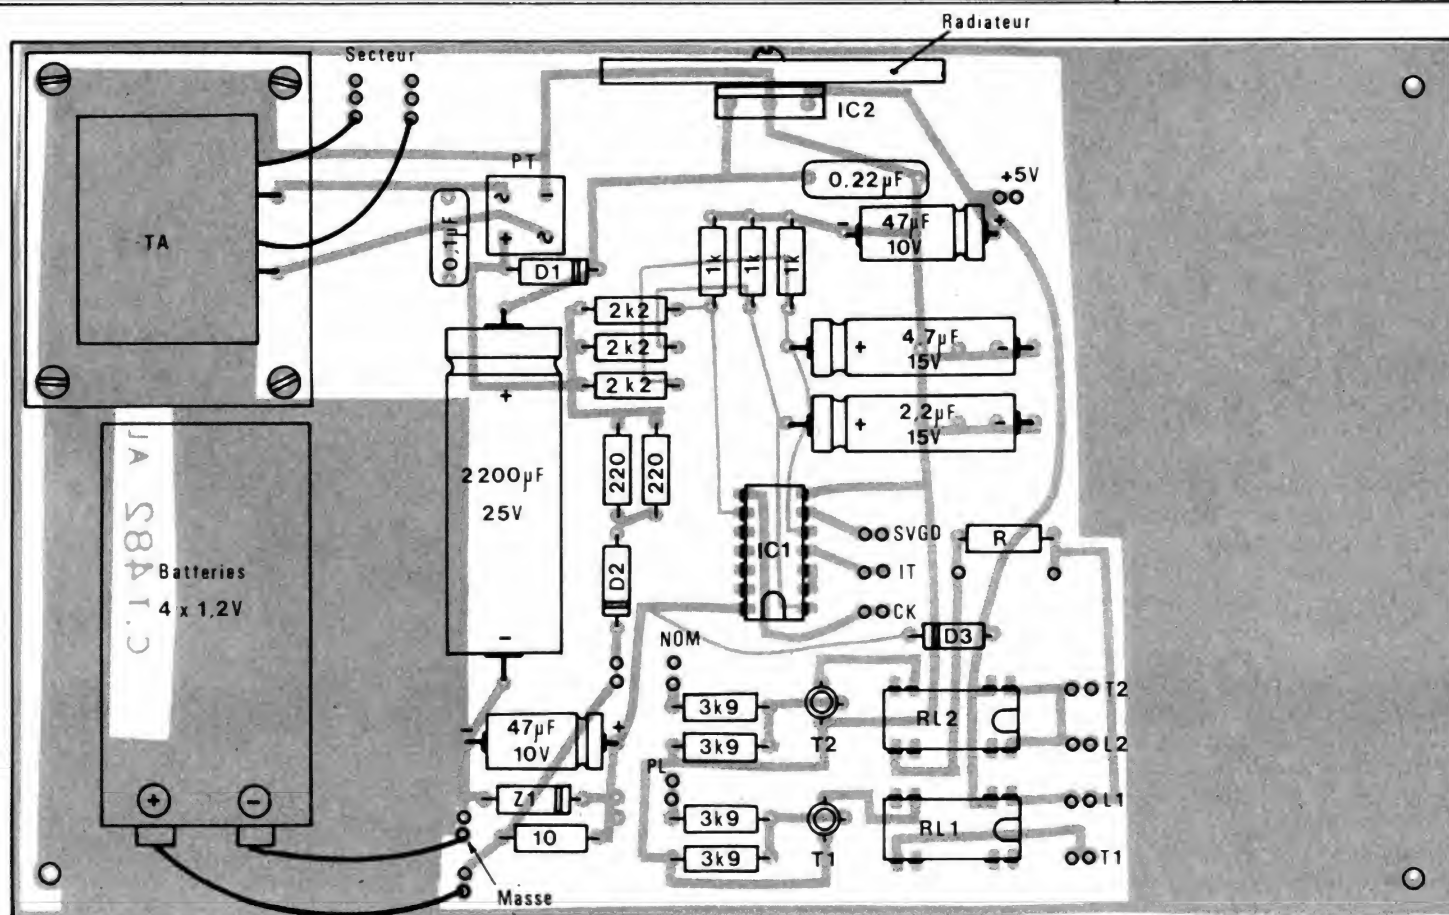 Radiateur
Secteur
IC2
PT
+5V
0.22µF
TA
0,1µF
~ -
+ ~
- 47µF +
10V
D1
1k
1k
1k
2k2
2k2
2k2
+ 4.7µF -
15V
+ 2,2µF -
15V
+
2200µF
25V
-
220
220
IC1
SVGD
IT
CK
R
D2
D3
Batteries
4 x 1,2V
C.1482
NOM
3k9
3k9
T2
RL2
T2
L2
- 47µF +
10V
PL
Z1
10
3k9
3k9
T1
RL1
L1
T1
+ -
Masse